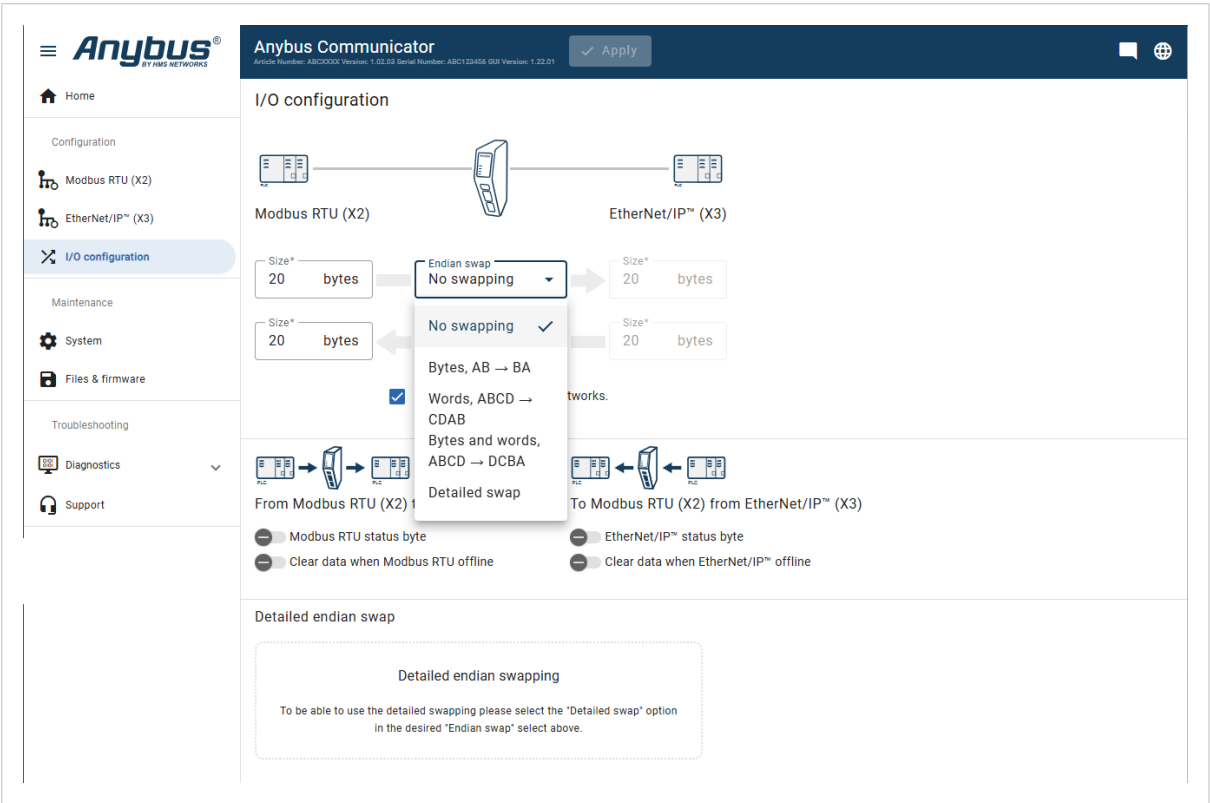 Anybus®
BY HMS NETWORKS
Anybus Communicator
Article Number: ABCXXXX Version: 1.02.03 Serial Number: ABC123456 GUI Version: 1.22.01
Apply
Home
Configuration
Modbus RTU (X2)
EtherNet/IP™ (X3)
I/O configuration
Maintenance
System
Files & firmware
Troubleshooting
Diagnostics
Support
I/O configuration
PLC
PLC
Modbus RTU (X2)
EtherNet/IP™ (X3)
Size*
20 bytes
Endian swap
No swapping
Size*
20 bytes
Size*
20 bytes
Size*
20 bytes
No swapping
Bytes, AB → BA
Words, ABCD →
CDAB
Bytes and words,
ABCD → DCBA
Detailed swap
tworks.
PLC
PLC
PLC
PLC
From Modbus RTU (X2)
To Modbus RTU (X2) from EtherNet/IP™ (X3)
Modbus RTU status byte
EtherNet/IP™ status byte
Clear data when Modbus RTU offline
Clear data when EtherNet/IP™ offline
Detailed endian swap
Detailed endian swapping
To be able to use the detailed swapping please select the "Detailed swap" option
in the desired "Endian swap" select above.